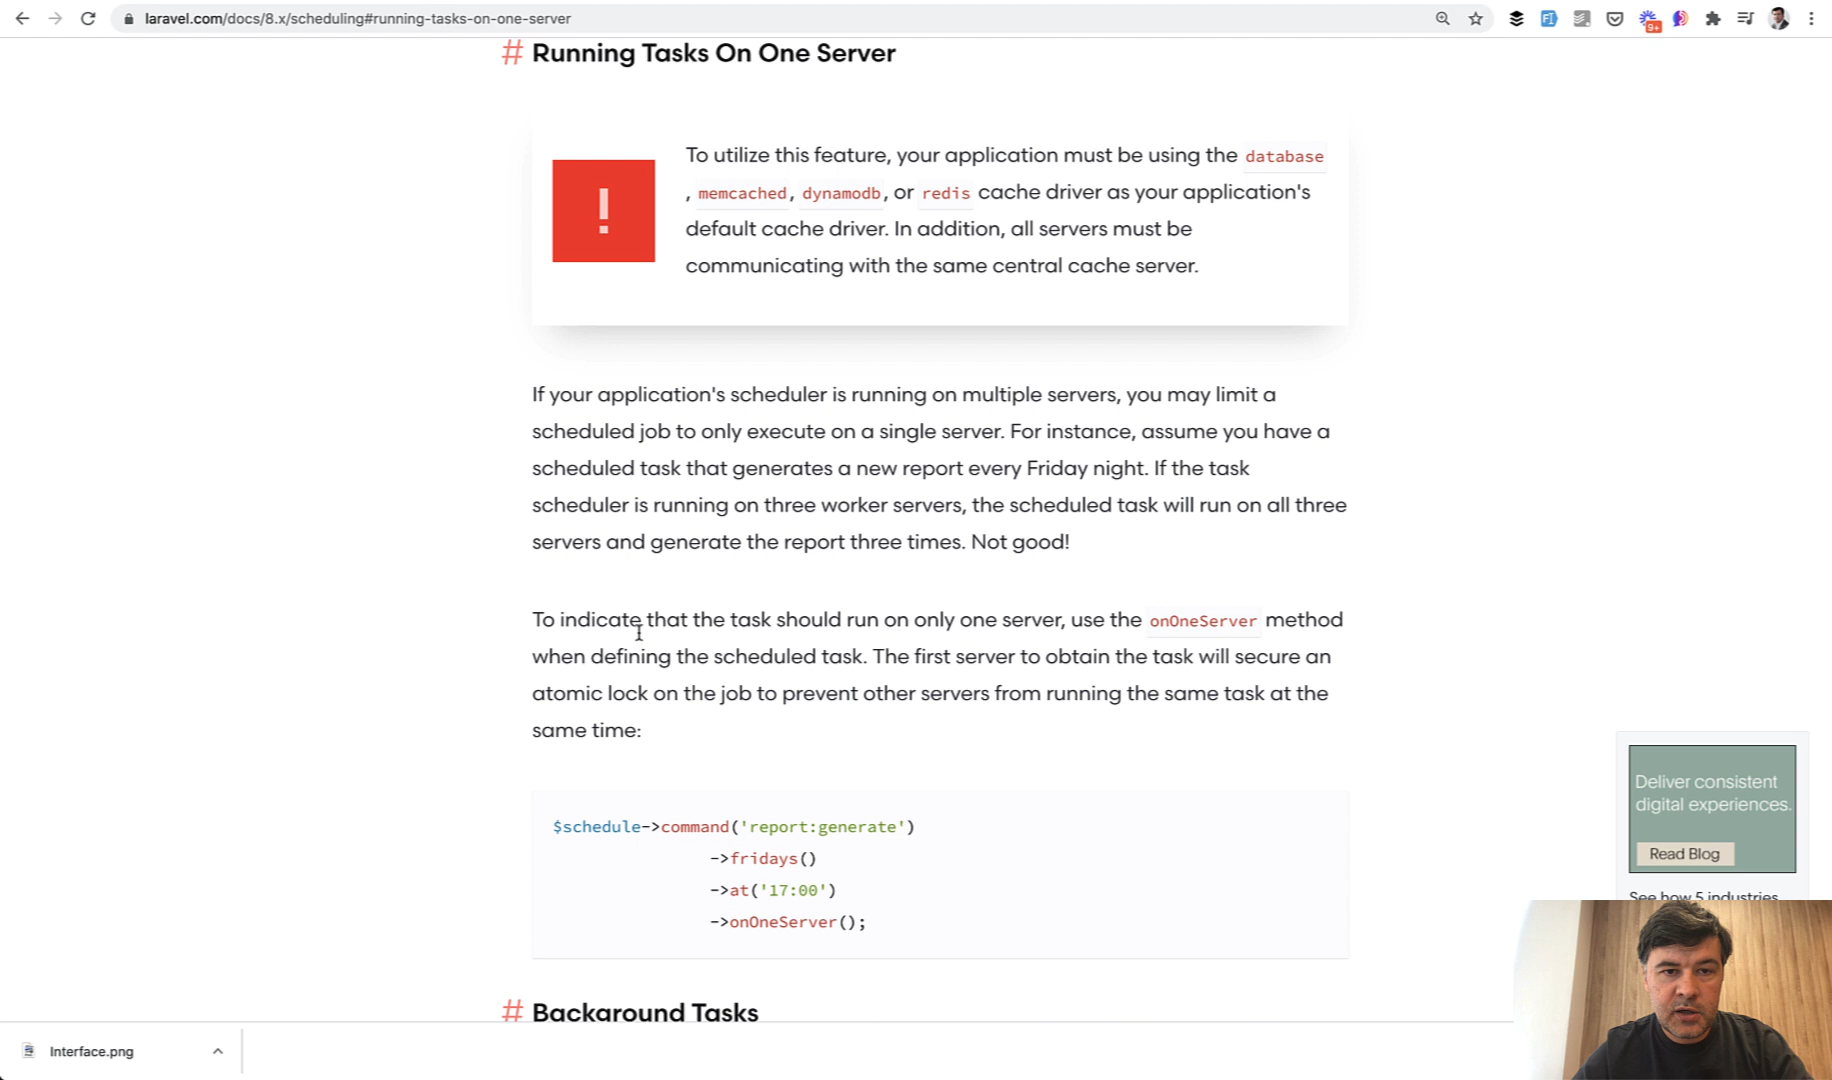 laravel.com/docs/8.x/scheduling#running-tasks-on-one-server
9+
# Running Tasks On One Server
!
To utilize this feature, your application must be using the database
, memcached, dynamodb, or redis cache driver as your application's
default cache driver. In addition, all servers must be
communicating with the same central cache server.
If your application's scheduler is running on multiple servers, you may limit a
scheduled job to only execute on a single server. For instance, assume you have a
scheduled task that generates a new report every Friday night. If the task
scheduler is running on three worker servers, the scheduled task will run on all three
servers and generate the report three times. Not good!
To indicate that the task should run on only one server, use the onOneServer method
when defining the scheduled task. The first server to obtain the task will secure an
atomic lock on the job to prevent other servers from running the same task at the
same time:
$schedule->command('report:generate')
->fridays()
->at('17:00')
->onOneServer();
Deliver consistent
digital experiences.
Read Blog
See how 5 industries
# Background Tasks
Interface.png